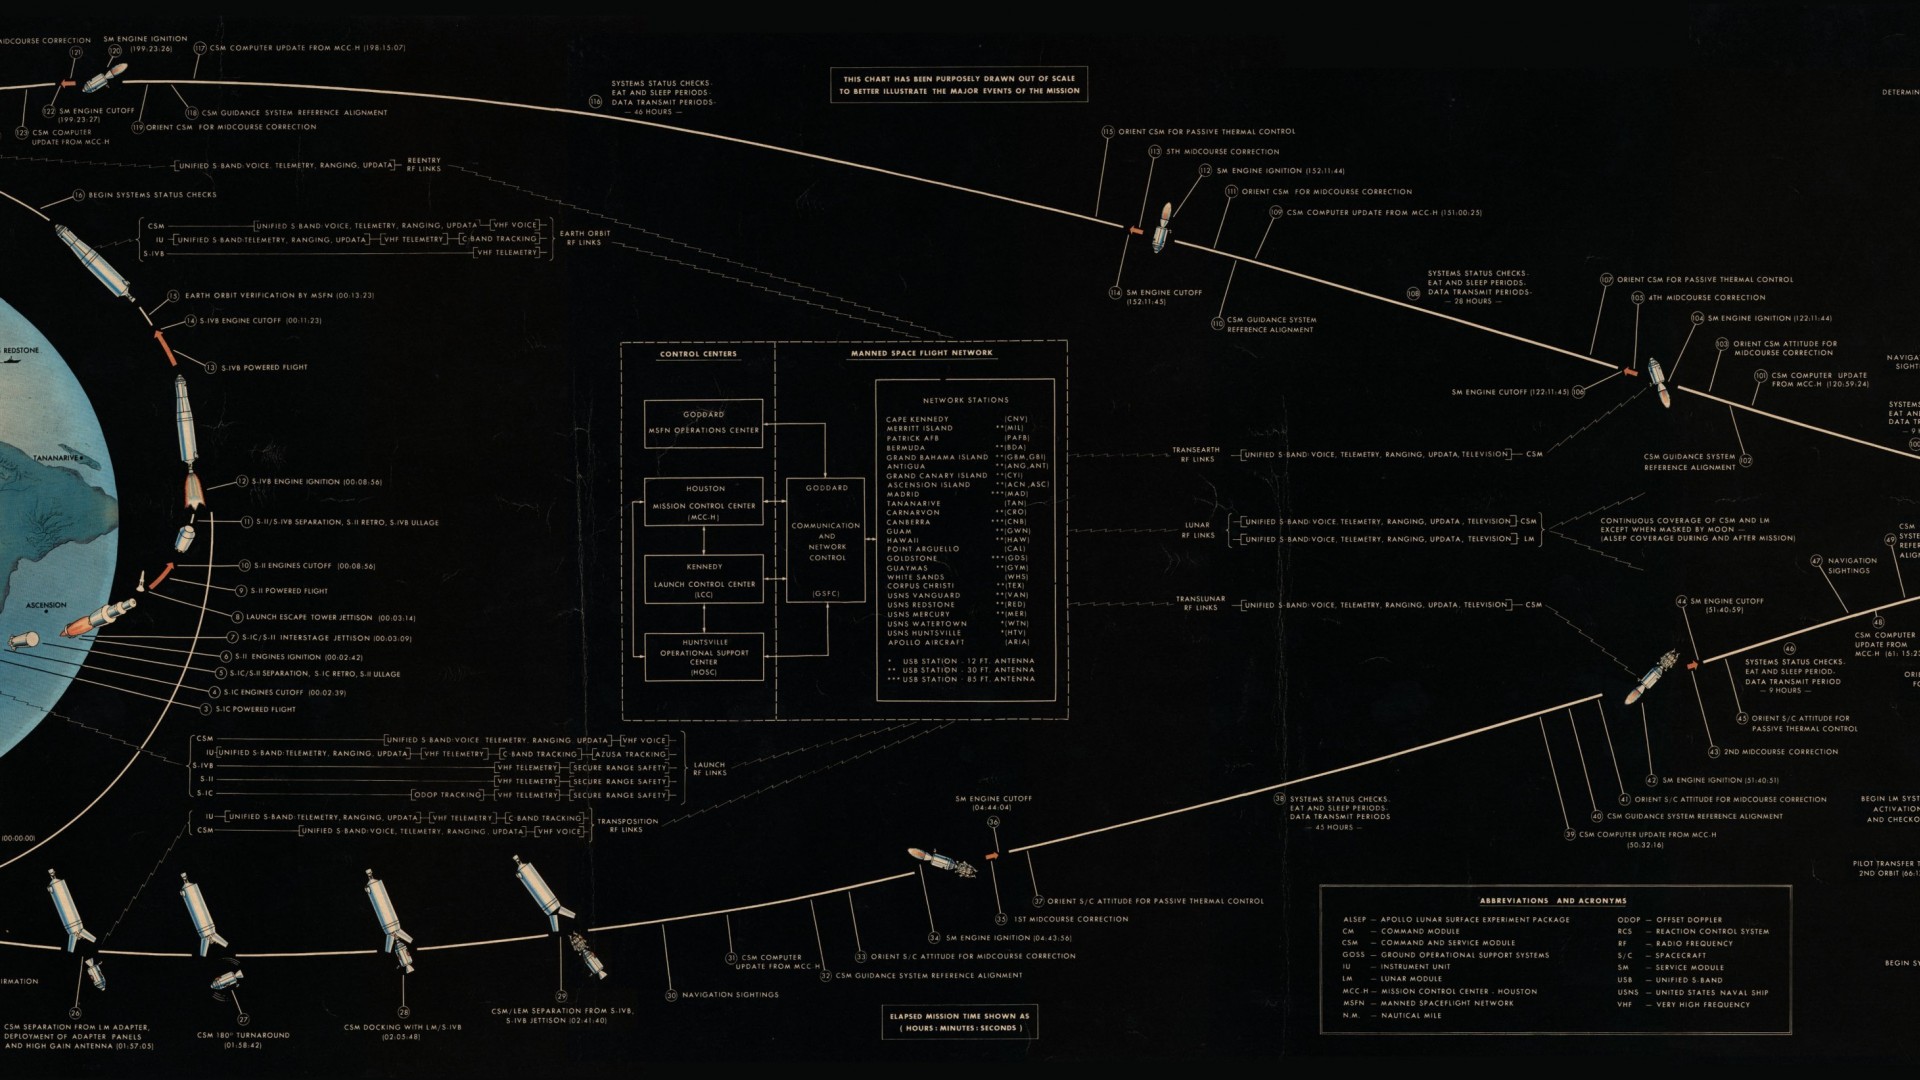 MIDCOURSE CORRECTION
121
SM ENGINE IGNITION
(199:23:26)
120
117 CSM COMPUTER UPDATE FROM MCC-H (198:15:07)
122 SM ENGINE CUTOFF
(199:23:27)
118 CSM GUIDANCE SYSTEM REFERENCE ALIGNMENT
123 CSM COMPUTER
UPDATE FROM MCC-H
119 ORIENT CSM FOR MIDCOURSE CORRECTION
116 SYSTEMS STATUS CHECKS-
EAT AND SLEEP PERIODS-
DATA TRANSMIT PERIODS-
— 46 HOURS —
THIS CHART HAS BEEN PURPOSELY DRAWN OUT OF SCALE
TO BETTER ILLUSTRATE THE MAJOR EVENTS OF THE MISSION
UNIFIED S-BAND: VOICE, TELEMETRY, RANGING, UPDATA
REENTRY
RF LINKS
115 ORIENT CSM FOR PASSIVE THERMAL CONTROL
113 5TH MIDCOURSE CORRECTION
112 SM ENGINE IGNITION (152:11:44)
111 ORIENT CSM FOR MIDCOURSE CORRECTION
109 CSM COMPUTER UPDATE FROM MCC-H (151:00:25)
114 SM ENGINE CUTOFF
(152:11:45)
110 CSM GUIDANCE SYSTEM
REFERENCE ALIGNMENT
108 SYSTEMS STATUS CHECKS-
EAT AND SLEEP PERIODS-
DATA TRANSMIT PERIODS-
— 28 HOURS —
107 ORIENT CSM FOR PASSIVE THERMAL CONTROL
105 4TH MIDCOURSE CORRECTION
104 SM ENGINE IGNITION (122:11:44)
103 ORIENT CSM ATTITUDE FOR
MIDCOURSE CORRECTION
101 CSM COMPUTER UPDATE
FROM MCC-H (120:59:24)
SM ENGINE CUTOFF (122:11:45) 106
CSM GUIDANCE SYSTEM
REFERENCE ALIGNMENT 102
16 BEGIN SYSTEMS STATUS CHECKS
CSM UNIFIED S-BAND: VOICE, TELEMETRY, RANGING, UPDATA VHF VOICE
IU UNIFIED S-BAND: TELEMETRY, RANGING, UPDATA VHF TELEMETRY C-BAND TRACKING
S-IVB VHF TELEMETRY
EARTH ORBIT
RF LINKS
15 EARTH ORBIT VERIFICATION BY MSFN (00:13:23)
14 S-IVB ENGINE CUTOFF (00:11:23)
13 S-IVB POWERED FLIGHT
REDSTONE
TANANARIVE
ASCENSION
12 S-IVB ENGINE IGNITION (00:08:56)
11 S-II/S-IVB SEPARATION, S-II RETRO, S-IVB ULLAGE
10 S-II ENGINES CUTOFF (00:08:56)
9 S-II POWERED FLIGHT
8 LAUNCH ESCAPE TOWER JETTISON (00:03:14)
7 S-IC/S-II INTERSTAGE JETTISON (00:03:09)
6 S-II ENGINES IGNITION (00:02:42)
5 S-IC/S-II SEPARATION, S-IC RETRO, S-II ULLAGE
4 S-IC ENGINES CUTOFF (00:02:39)
3 S-IC POWERED FLIGHT
CONTROL CENTERS
GODDARD
MSFN OPERATIONS CENTER
HOUSTON
MISSION CONTROL CENTER
(MCC-H)
KENNEDY
LAUNCH CONTROL CENTER
(LCC)
HUNTSVILLE
OPERATIONAL SUPPORT
CENTER
(HOSC)
MANNED SPACE FLIGHT NETWORK
GODDARD
COMMUNICATION
AND
NETWORK
CONTROL
(GSFC)
NETWORK STATIONS
CAPE KENNEDY (CNV)
MERRITT ISLAND **(MIL)
PATRICK AFB (PAFB)
BERMUDA **(BDA)
GRAND BAHAMA ISLAND **(GBM,GBI)
ANTIGUA **(ANG,ANT)
GRAND CANARY ISLAND **(CYI)
ASCENSION ISLAND **(ACN,ASC)
MADRID ***(MAD)
TANANARIVE (TAN)
CARNARVON **(CRO)
CANBERRA ***(CNB)
GUAM **(GWN)
HAWAII **(HAW)
POINT ARGUELLO (CAL)
GOLDSTONE ***(GDS)
GUAYMAS **(GYM)
WHITE SANDS (WHS)
CORPUS CHRISTI **(TEX)
USNS VANGUARD **(VAN)
USNS REDSTONE **(RED)
USNS MERCURY **(MER)
USNS WATERTOWN *(WTN)
USNS HUNTSVILLE *(HTV)
APOLLO AIRCRAFT (ARIA)
* USB STATION - 12 FT. ANTENNA
** USB STATION - 30 FT. ANTENNA
*** USB STATION - 85 FT. ANTENNA
TRANSEARTH
RF LINKS
UNIFIED S-BAND: VOICE, TELEMETRY, RANGING, UPDATA, TELEVISION CSM
LUNAR
RF LINKS
UNIFIED S-BAND: VOICE, TELEMETRY, RANGING, UPDATA, TELEVISION CSM
UNIFIED S-BAND: VOICE, TELEMETRY, RANGING, UPDATA, TELEVISION LM
CONTINUOUS COVERAGE OF CSM AND LM
EXCEPT WHEN MASKED BY MOON —
(ALSEP COVERAGE DURING AND AFTER MISSION)
TRANSLUNAR
RF LINKS
UNIFIED S-BAND: VOICE, TELEMETRY, RANGING, UPDATA, TELEVISION CSM
47 NAVIGATION
SIGHTINGS
49
44 SM ENGINE CUTOFF
(51:40:59)
48
CSM COMPUTER
UPDATE FROM
46
SYSTEMS STATUS CHECKS-
EAT AND SLEEP PERIOD-
DATA TRANSMIT PERIOD
— 9 HOURS —
45 ORIENT S/C ATTITUDE FOR
PASSIVE THERMAL CONTROL
43 2ND MIDCOURSE CORRECTION
42 SM ENGINE IGNITION (51:40:51)
41 ORIENT S/C ATTITUDE FOR MIDCOURSE CORRECTION
40 CSM GUIDANCE SYSTEM REFERENCE ALIGNMENT
39 CSM COMPUTER UPDATE FROM MCC-H
(50:32:16)
38 SYSTEMS STATUS CHECKS-
EAT AND SLEEP PERIODS-
DATA TRANSMIT PERIODS
— 45 HOURS —
CSM UNIFIED S-BAND: VOICE, TELEMETRY, RANGING, UPDATA VHF VOICE
IU UNIFIED S-BAND: TELEMETRY, RANGING, UPDATA VHF TELEMETRY C-BAND TRACKING AZUSA TRACKING
S-IVB VHF TELEMETRY SECURE RANGE SAFETY
S-II VHF TELEMETRY SECURE RANGE SAFETY
S-IC ODOP TRACKING VHF TELEMETRY SECURE RANGE SAFETY
LAUNCH
RF LINKS
IU UNIFIED S-BAND: TELEMETRY, RANGING, UPDATA VHF TELEMETRY C-BAND TRACKING
CSM UNIFIED S-BAND: VOICE, TELEMETRY, RANGING, UPDATA VHF VOICE
TRANSPOSITION
RF LINKS
(00:00:00)
SM ENGINE CUTOFF
(04:44:04)
36
37 ORIENT S/C ATTITUDE FOR PASSIVE THERMAL CONTROL
35 1ST MIDCOURSE CORRECTION
34 SM ENGINE IGNITION (04:43:56)
33 ORIENT S/C ATTITUDE FOR MIDCOURSE CORRECTION
31 CSM COMPUTER
UPDATE FROM MCC-H
32 CSM GUIDANCE SYSTEM REFERENCE ALIGNMENT
30 NAVIGATION SIGHTINGS
29
CSM/LEM SEPARATION FROM S-IVB,
S-IVB JETTISON (02:41:40)
28
CSM DOCKING WITH LM/S-IVB
(02:05:48)
27
CSM 180° TURNAROUND
(01:58:42)
26
CSM SEPARATION FROM LM ADAPTER,
DEPLOYMENT OF ADAPTER PANELS
AND HIGH GAIN ANTENNA (01:57:05)
ELAPSED MISSION TIME SHOWN AS
( HOURS : MINUTES : SECONDS )
BEGIN LM
AND
PILOT TRANSFER
2ND ORBIT
ABBREVIATIONS AND ACRONYMS
ALSEP — APOLLO LUNAR SURFACE EXPERIMENT PACKAGE
CM — COMMAND MODULE
CSM — COMMAND AND SERVICE MODULE
GOSS — GROUND OPERATIONAL SUPPORT SYSTEMS
IU — INSTRUMENT UNIT
LM — LUNAR MODULE
MCC-H — MISSION CONTROL CENTER - HOUSTON
MSFN — MANNED SPACEFLIGHT NETWORK
N.M. — NAUTICAL MILE
ODOP — OFFSET DOPPLER
RCS — REACTION CONTROL SYSTEM
RF — RADIO FREQUENCY
S/C — SPACECRAFT
SM — SERVICE MODULE
USB — UNIFIED S-BAND
USNS — UNITED STATES NAVAL SHIP
VHF — VERY HIGH FREQUENCY